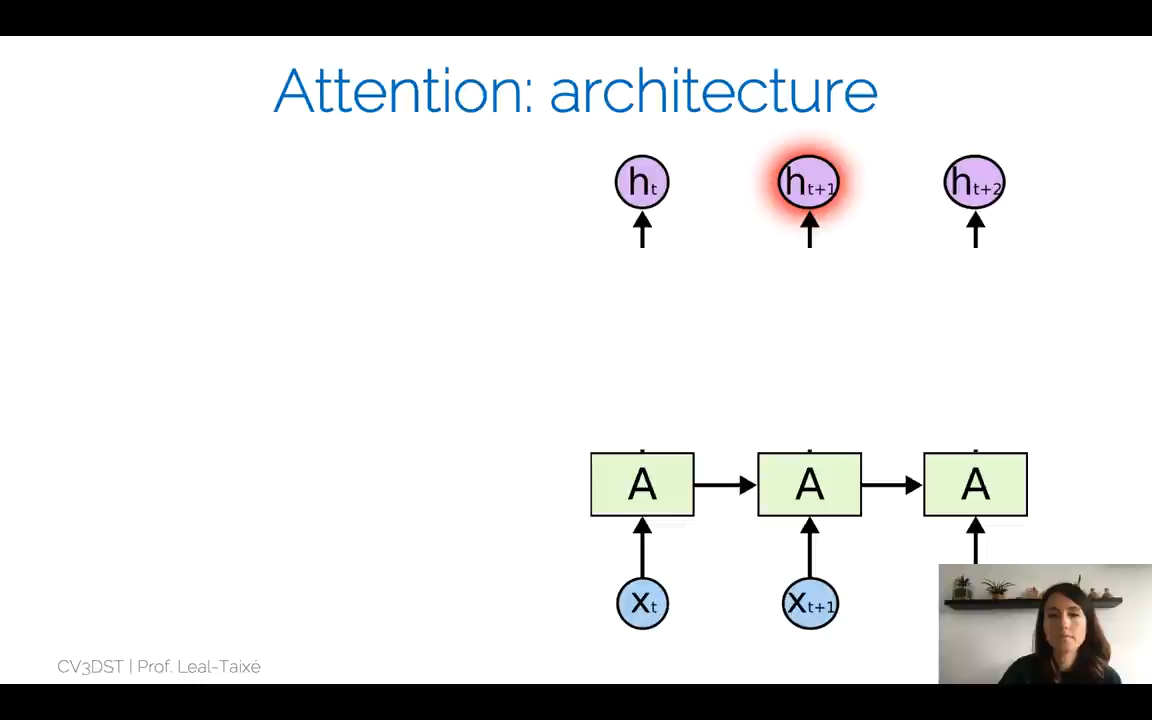 Attention: architecture
ht ht+1 ht+2
A A A
xt xt+1
CV3DST | Prof. Leal-Taixé